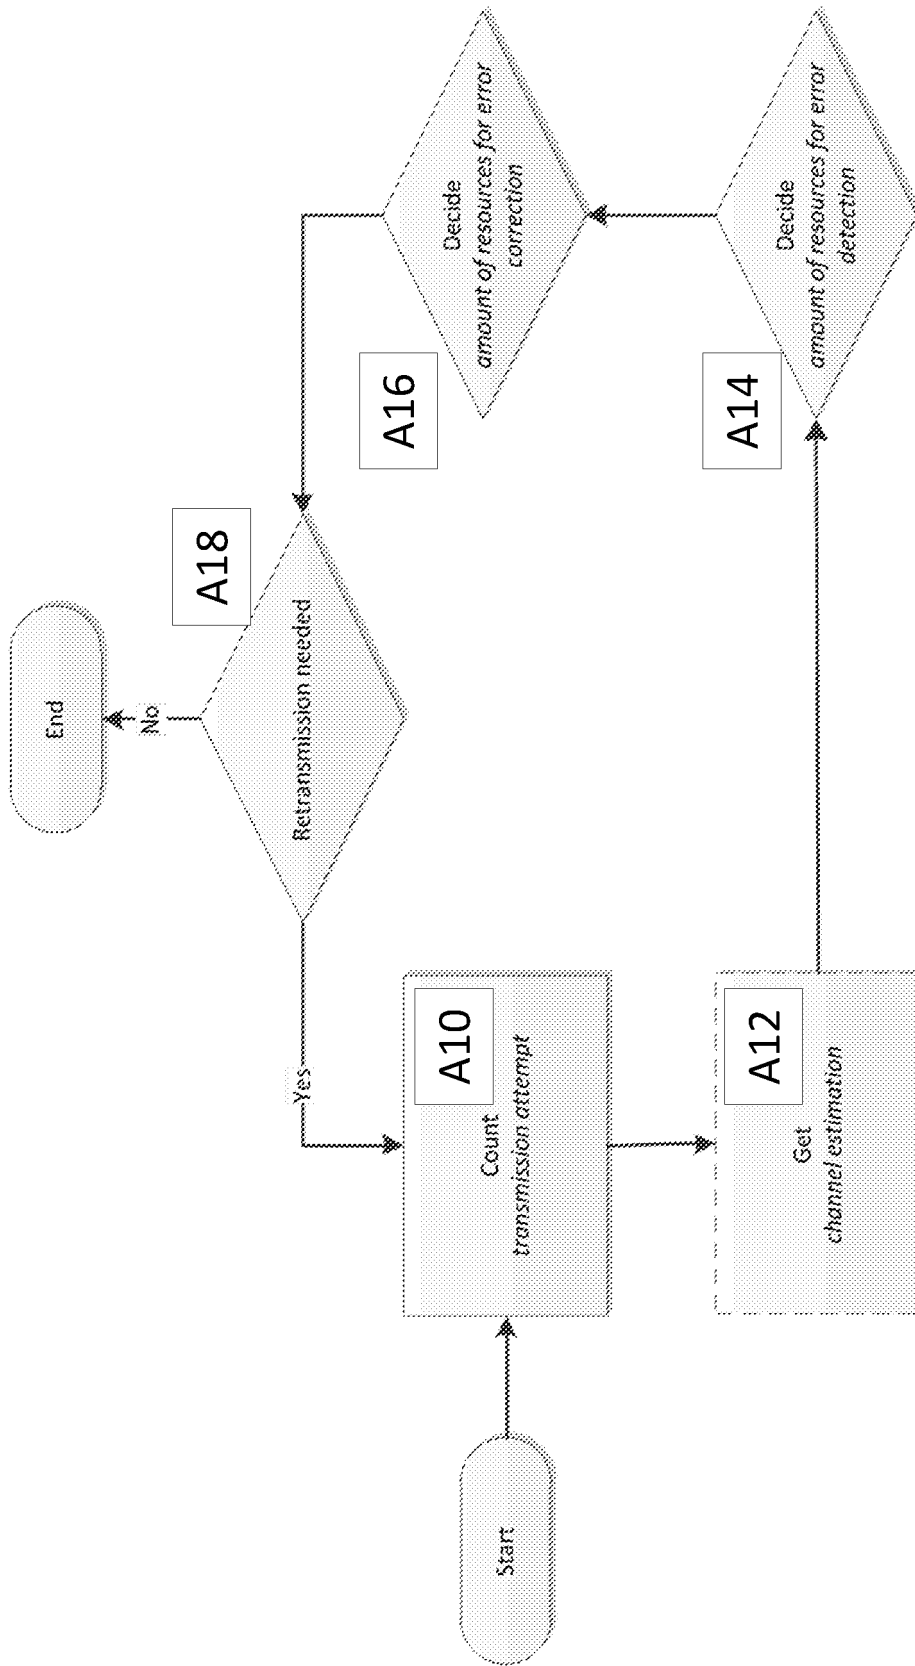 Start
A10
Count
transmission attempt
A12
Get
channel estimation
A14
Decide
amount of resources for error
detection
A16
Decide
amount of resources for error
correction
A18
Retransmission needed
Yes
No
End